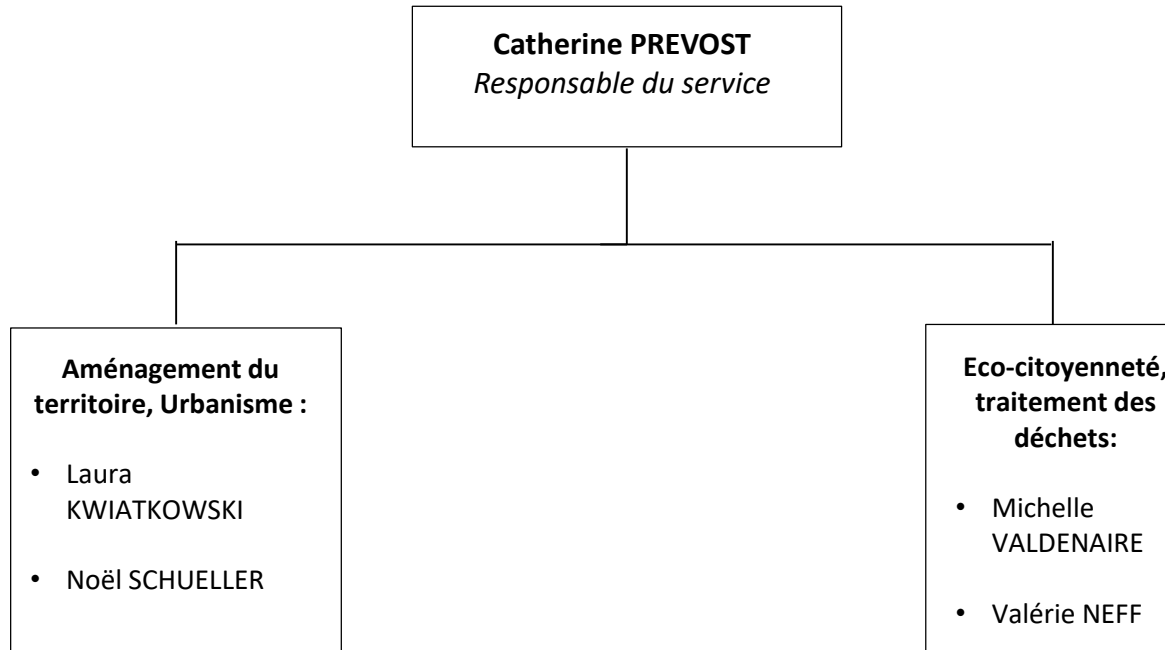 Catherine PREVOST
Responsable du service
Aménagement du
territoire, Urbanisme :
• Laura
KWIATKOWSKI
• Noël SCHUELLER
Eco-citoyenneté,
traitement des
déchets:
• Michelle
VALDENAIRE
• Valérie NEFF